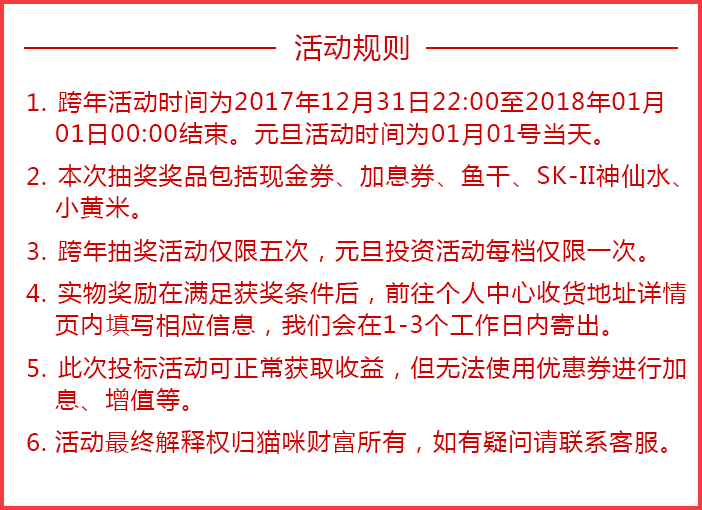 活动规则
1. 跨年活动时间为2017年12月31日22:00至2018年01月
01日00:00结束。元旦活动时间为01月01号当天。
2. 本次抽奖奖品包括现金券、加息券、鱼干、SK-II神仙水、
小黄米。
3. 跨年抽奖活动仅限五次，元旦投资活动每档仅限一次。
4. 实物奖励在满足获奖条件后，前往个人中心收货地址详情
页内填写相应信息，我们会在1-3个工作日内寄出。
5. 此次投标活动可正常获取收益，但无法使用优惠券进行加
息、增值等。
6. 活动最终解释权归猫咪财富所有，如有疑问请联系客服。